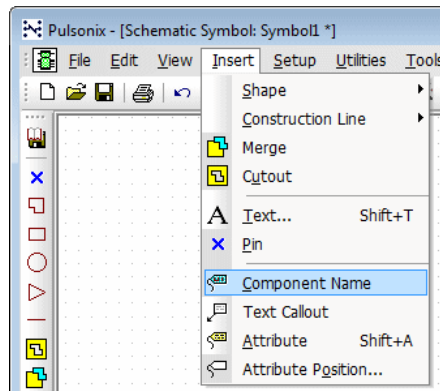 Pulsonix - [Schematic Symbol: Symbol1 *]
File Edit View Insert Setup Utilities Tools
Shape
Construction Line
Merge
Cutout
Text... Shift+T
Pin
Component Name
Text Callout
Attribute Shift+A
Attribute Position...